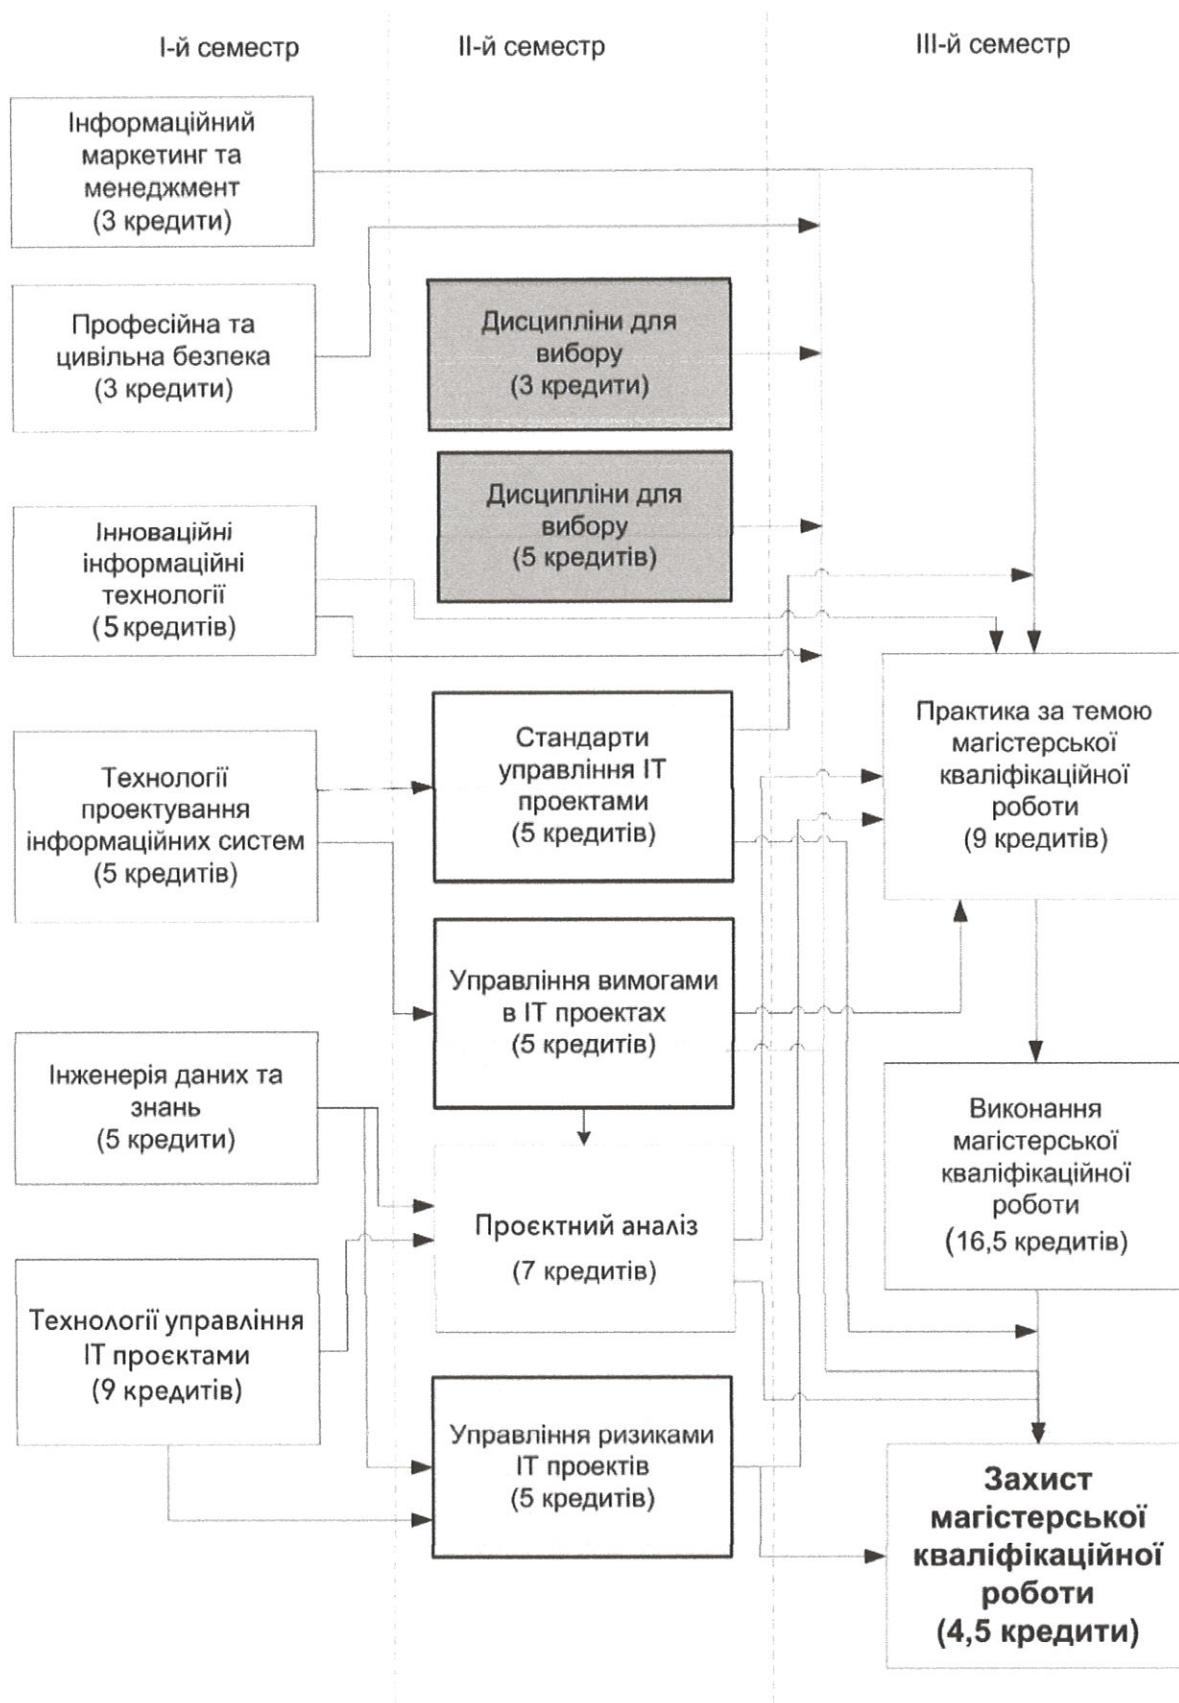 І-й семестр
ІІ-й семестр
ІІІ-й семестр
Інформаційний
маркетинг та
менеджмент
(3 кредити)
Професійна та
цивільна безпека
(3 кредити)
Інноваційні
інформаційні
технології
(5 кредитів)
Технології
проектування
інформаційних систем
(5 кредитів)
Інженерія даних та
знань
(5 кредити)
Технології управління
ІТ проєктами
(9 кредитів)
Дисципліни для
вибору
(3 кредити)
Дисципліни для
вибору
(5 кредитів)
Стандарти
управління ІТ
проектами
(5 кредитів)
Управління вимогами
в ІТ проектах
(5 кредитів)
Проєктний аналіз
(7 кредитів)
Управління ризиками
ІТ проектів
(5 кредитів)
Практика за темою
магістерської
кваліфікаційної
роботи
(9 кредитів)
Виконання
магістерської
кваліфікаційної
роботи
(16,5 кредитів)
Захист
магістерської
кваліфікаційної
роботи
(4,5 кредити)